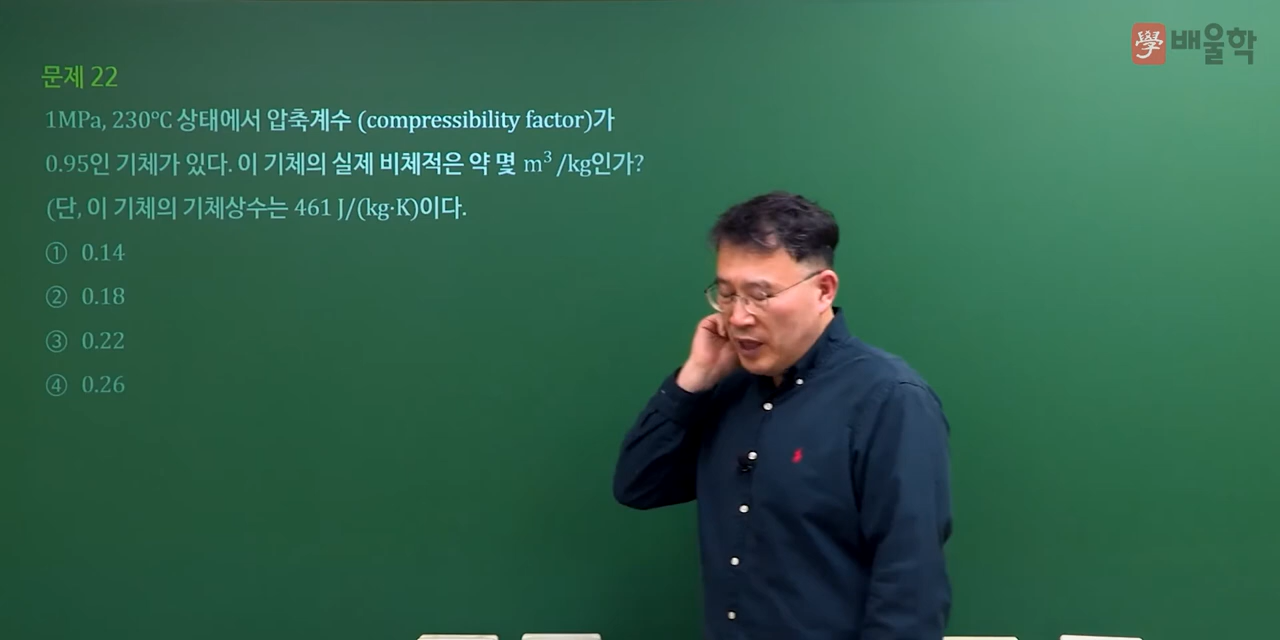 學 배울학
문제 22
1MPa, 230℃ 상태에서 압축계수 (compressibility factor)가
0.95인 기체가 있다. 이 기체의 실제 비체적은 약 몇 m³/kg인가?
(단, 이 기체의 기체상수는 461 J/(kg·K)이다.
① 0.14
② 0.18
③ 0.22
④ 0.26